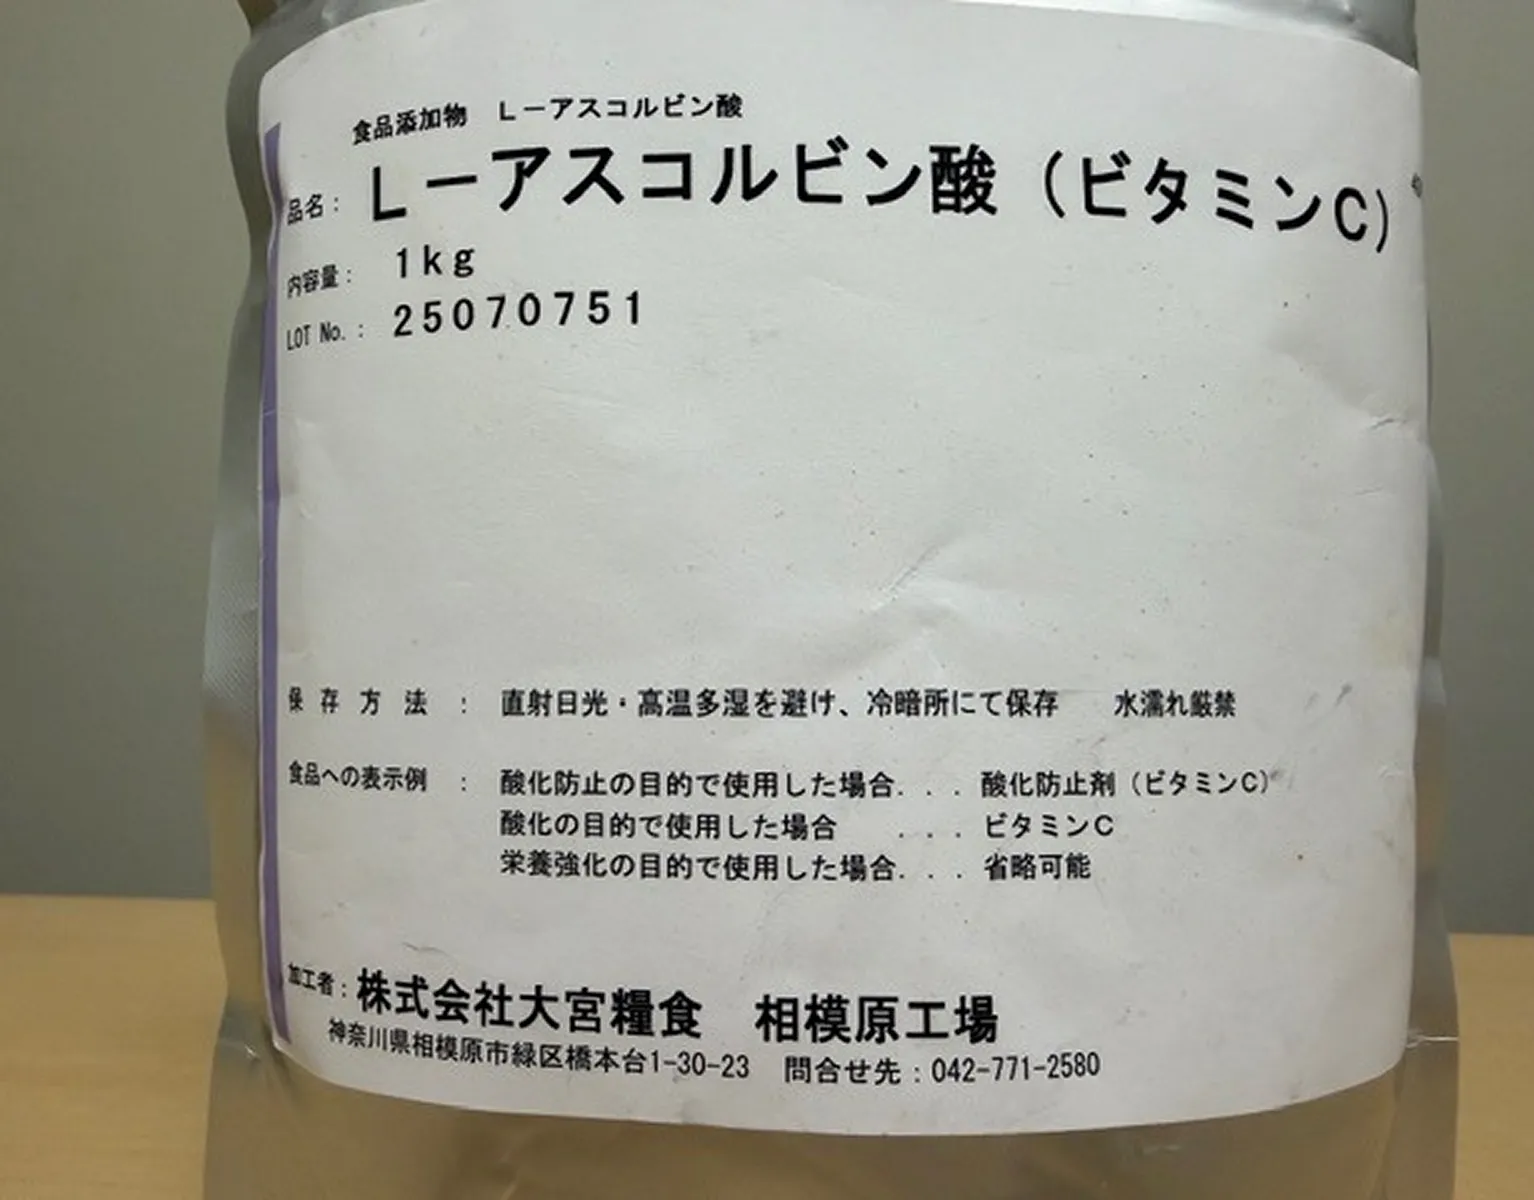 食品添加物　L－アスコルビン酸
品名： L－アスコルビン酸（ビタミンC）
内容量： 1kg
LOT No.： 25070751
保存方法： 直射日光・高温多湿を避け、冷暗所にて保存　水濡れ厳禁
食品への表示例： 酸化防止の目的で使用した場合... 酸化防止剤（ビタミンC）
酸化の目的で使用した場合 ... ビタミンC
栄養強化の目的で使用した場合... 省略可能
加工者：株式会社大宮糧食　相模原工場
神奈川県相模原市緑区橋本台1-30-23　問合せ先：042-771-2580